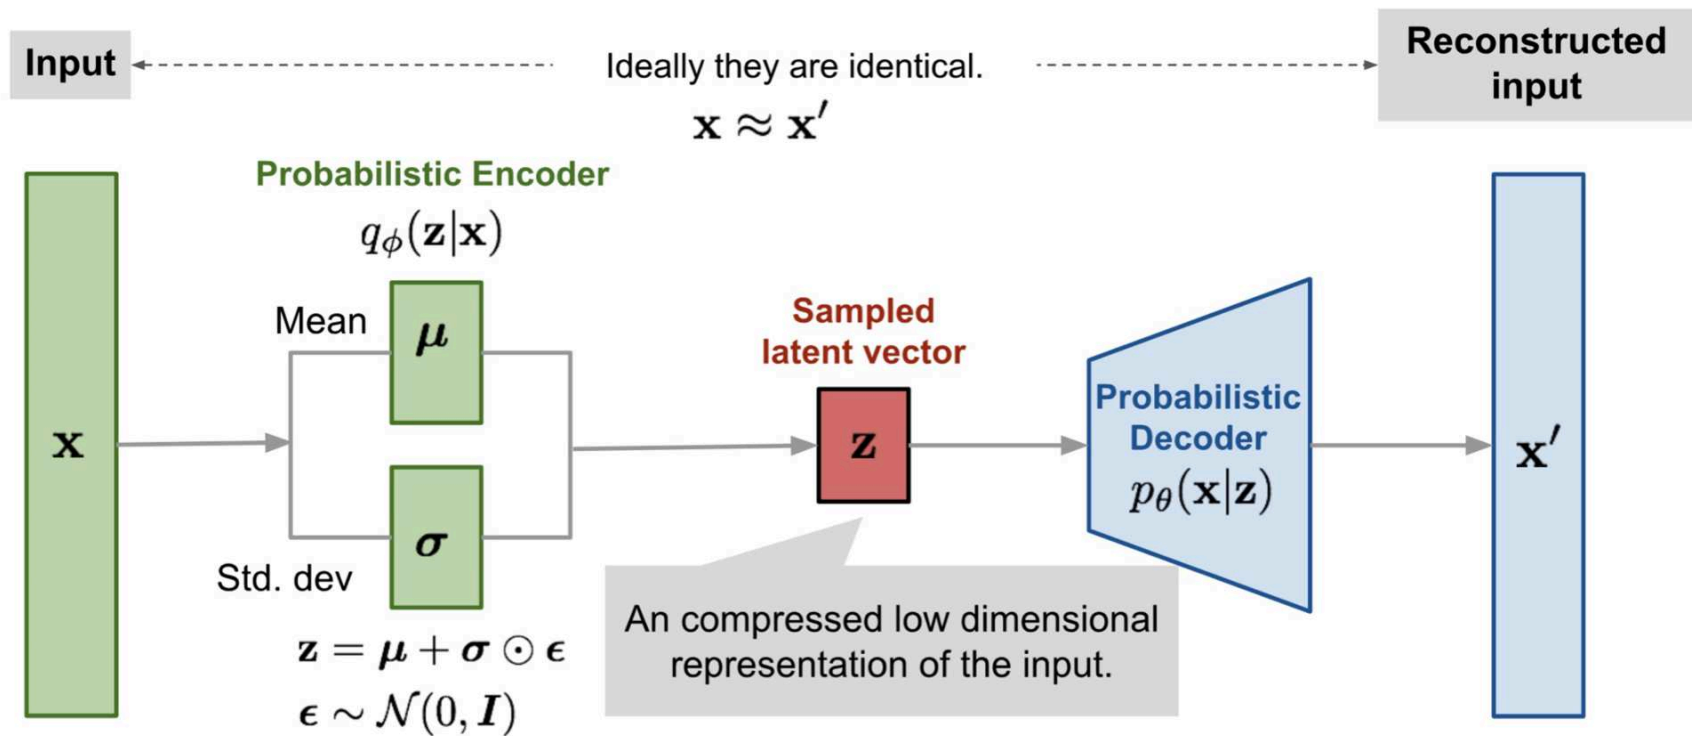 Input
Ideally they are identical.
x ≈ x′
Reconstructed
input
Probabilistic Encoder
qϕ(z|x)
Mean
μ
x
σ
Std. dev
z = μ + σ ⊙ ϵ
ϵ ∼ 𝒩(0, I)
Sampled
latent vector
z
An compressed low dimensional
representation of the input.
Probabilistic
Decoder
pθ(x|z)
x′